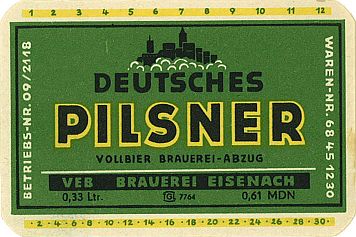 1 2 3 4 5 6 7 8 9 10 11 12
DEUTSCHES
PILSNER
VOLLBIER BRAUEREI-ABZUG
VEB BRAUEREI EISENACH
0,33 Ltr. 7764 0,61 MDN
BETRIEBS-NR. 09/2118
WAREN-NR. 68 45 12 30
2 · 4 · 6 · 8 · 10 · 12 · 14 · 16 · 18 · 20 · 22 · 24 · 26 · 28 · 30